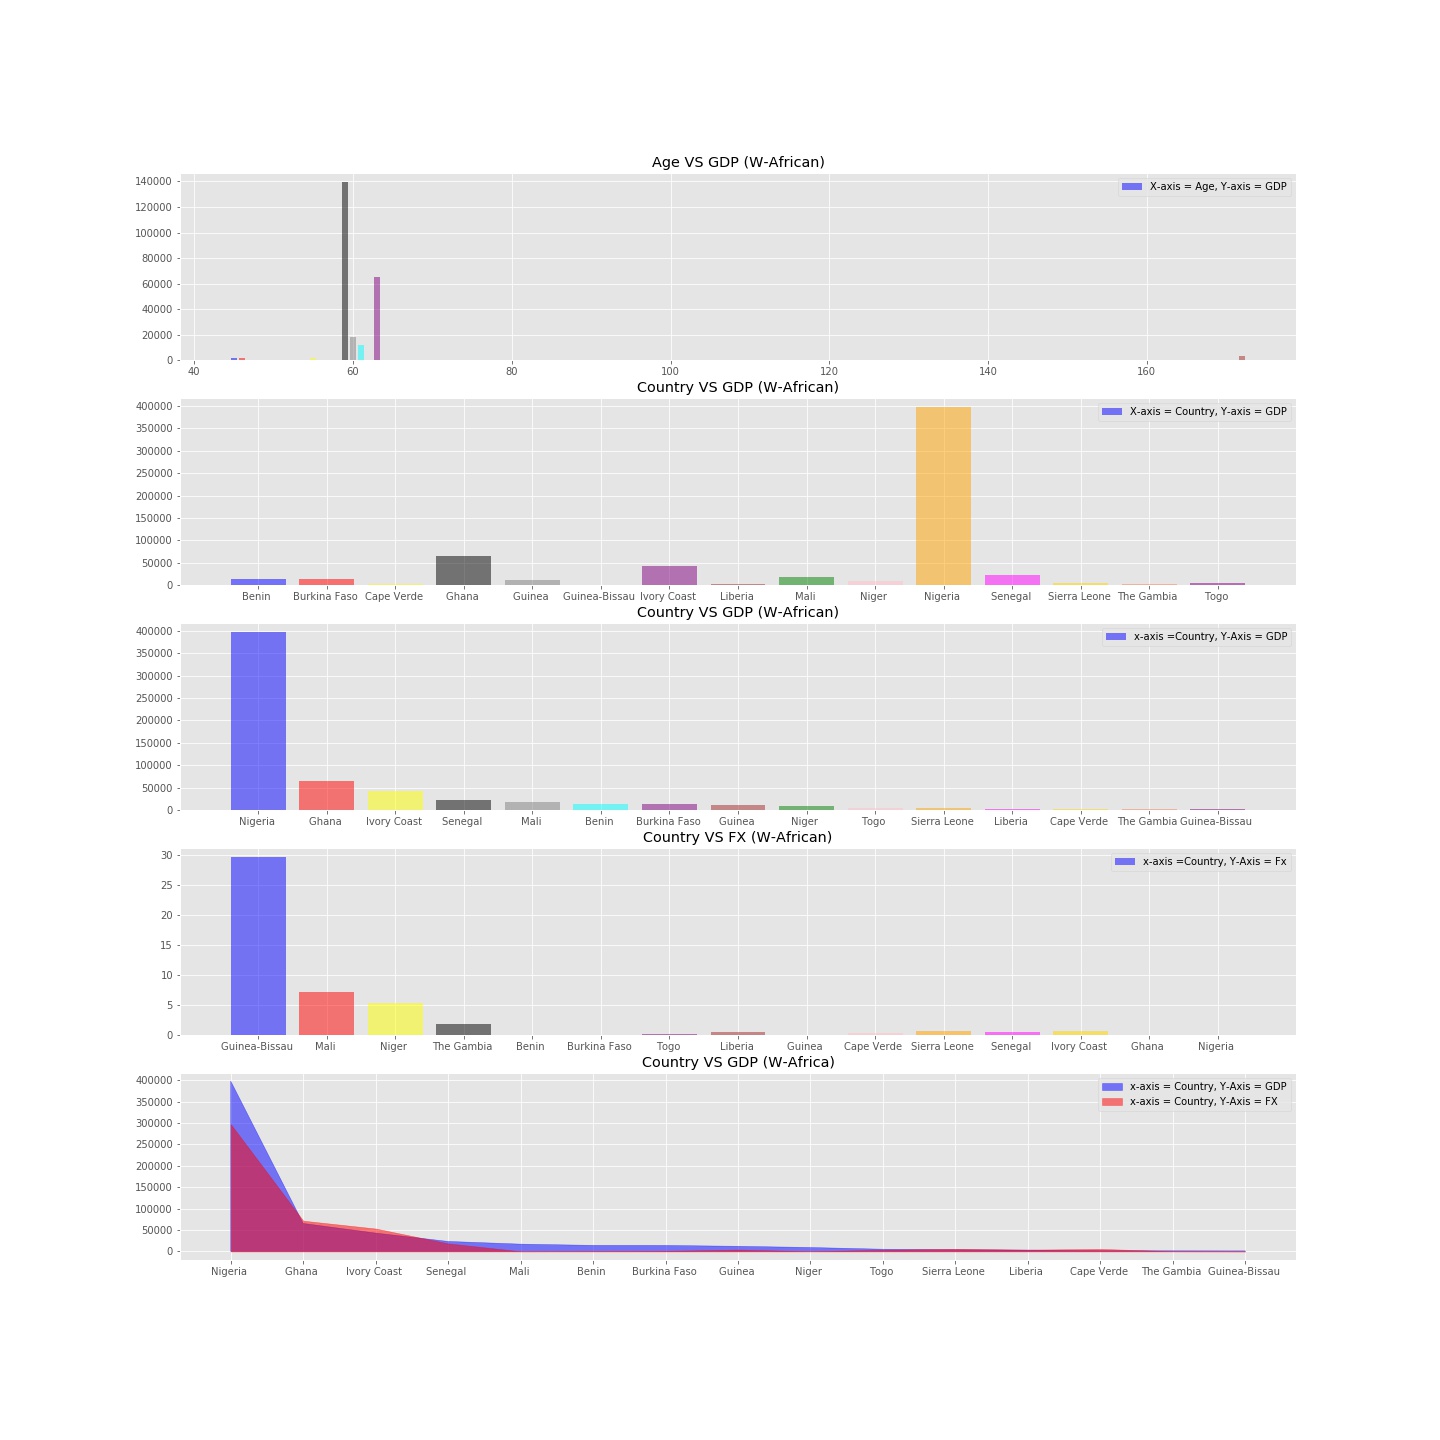 Age VS GDP (W-African)
X-axis = Age, Y-axis = GDP
140000
120000
100000
80000
60000
40000
20000
0
40 60 80 100 120 140 160
Country VS GDP (W-African)
X-axis = Country, Y-axis = GDP
400000
350000
300000
250000
200000
150000
100000
50000
0
Benin Burkina Faso Cape Verde Ghana Guinea Guinea-Bissau Ivory Coast Liberia Mali Niger Nigeria Senegal Sierra Leone The Gambia Togo
Country VS GDP (W-African)
x-axis =Country, Y-Axis = GDP
400000
350000
300000
250000
200000
150000
100000
50000
0
Nigeria Ghana Ivory Coast Senegal Mali Benin Burkina Faso Guinea Niger Togo Sierra Leone Liberia Cape Verde The Gambia Guinea-Bissau
Country VS FX (W-African)
x-axis =Country, Y-Axis = Fx
30
25
20
15
10
5
0
Guinea-Bissau Mali Niger The Gambia Benin Burkina Faso Togo Liberia Guinea Cape Verde Sierra Leone Senegal Ivory Coast Ghana Nigeria
Country VS GDP (W-Africa)
x-axis = Country, Y-Axis = GDP
x-axis = Country, Y-Axis = FX
400000
350000
300000
250000
200000
150000
100000
50000
0
Nigeria Ghana Ivory Coast Senegal Mali Benin Burkina Faso Guinea Niger Togo Sierra Leone Liberia Cape Verde The Gambia Guinea-Bissau